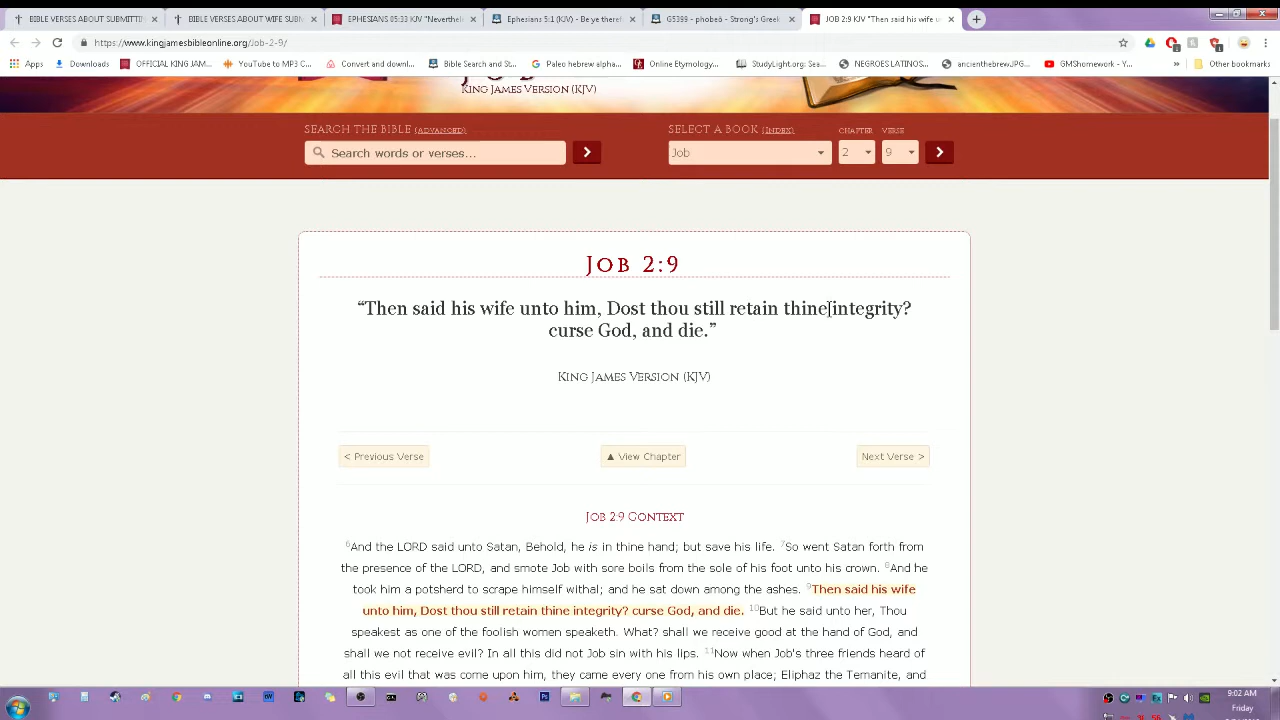 BIBLE VERSES ABOUT SUBMITTI
BIBLE VERSES ABOUT WIFE SUBM
EPHESIANS 05:33 KJV "Neverthele
Ephesi - Be ye theref
G5399 - phobeō - Strong's Greek
JOB 2:9 KJV "Then said his wife un
https://www.kingjamesbibleonline.org/Job-2-9/
Apps
Downloads
OFFICIAL KING JAM...
YouTube to MP3 C...
Convert and downl...
Bible Search and S...
Paleo hebrew alpha...
Online Etymology...
StudyLight.org: Sea...
NEGROES LATINOS...
ancienthebrewJPG...
GMShomework - Y...
»
Other bookmarks
King James Version (KJV)
Search the Bible (Advanced)
Select a Book (Index)
Chapter
Verse
Search words or verses...
Job
2
9
Job 2:9
“Then said his wife unto him, Dost thou still retain thine integrity?
curse God, and die.”
King James Version (KJV)
< Previous Verse
▲ View Chapter
Next Verse >
Job 2:9 Context
6And the LORD said unto Satan, Behold, he is in thine hand; but save his life. 7So went Satan forth from
the presence of the LORD, and smote Job with sore boils from the sole of his foot unto his crown. 8And he
took him a potsherd to scrape himself withal; and he sat down among the ashes. 9Then said his wife
unto him, Dost thou still retain thine integrity? curse God, and die. 10But he said unto her, Thou
speakest as one of the foolish women speaketh. What? shall we receive good at the hand of God, and
shall we not receive evil? In all this did not Job sin with his lips. 11Now when Job's three friends heard of
all this evil that was come upon him, they came every one from his own place; Eliphaz the Temanite, and
9:02 AM
Friday